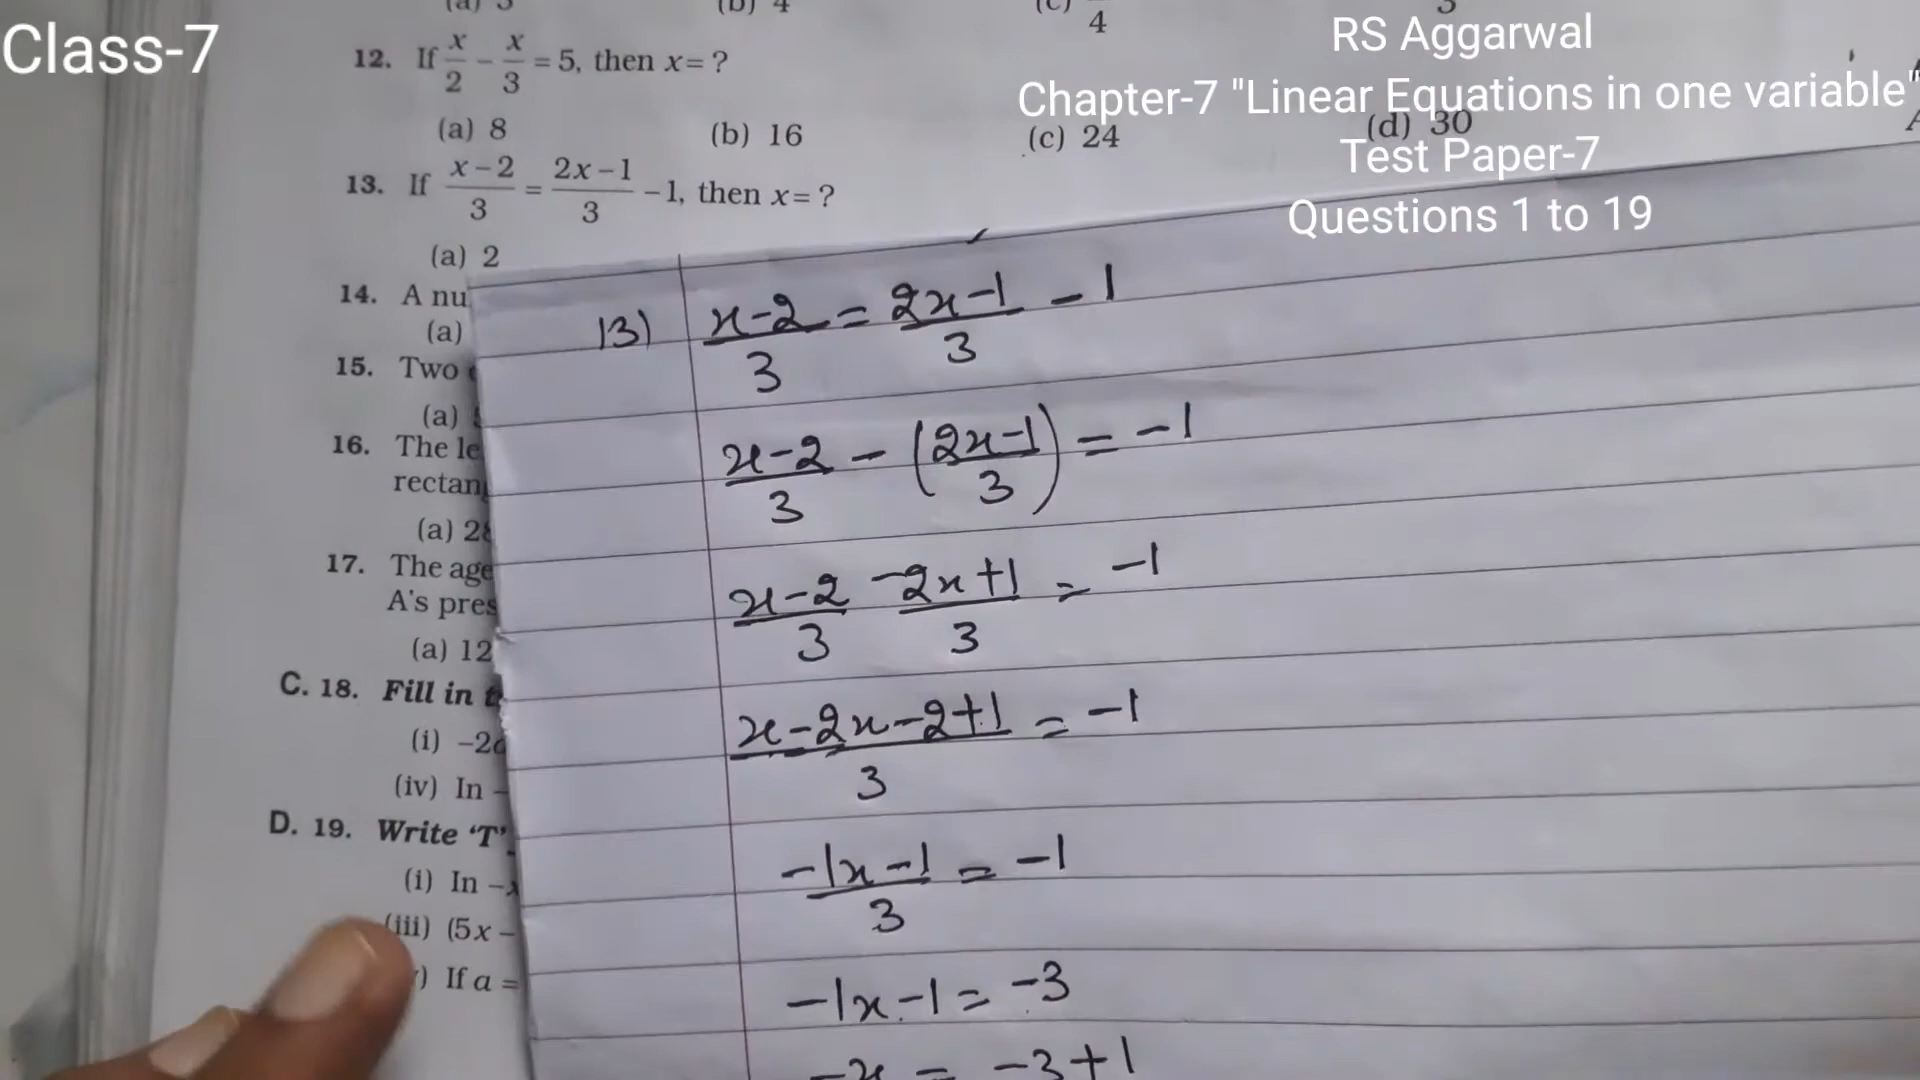 Class-7
RS Aggarwal
Chapter-7 "Linear Equations in one variable"
Test Paper-7
Questions 1 to 19
12. If x/2 - x/3 = 5, then x = ?
(a) 8 (b) 16 (c) 24 (d) 30
13. If (x-2)/3 = (2x-1)/3 - 1, then x = ?
(a) 2
14. A nu
(a)
15. Two
(a)
16. The le
rectan
(a) 28
17. The age
A's pres
(a) 12
C. 18. Fill in t
(i) -2
(iv) In -
D. 19. Write 'T'
(i) In -x
(iii) (5x -
) If a =
13) (x-2)/3 = (2x-1)/3 - 1
(x-2)/3 - ((2x-1)/3) = -1
(x-2)/3 (-2x+1)/3 = -1
(x-2x-2+1)/3 = -1
(-1x-1)/3 = -1
-1x-1 = -3
-x = -3+1